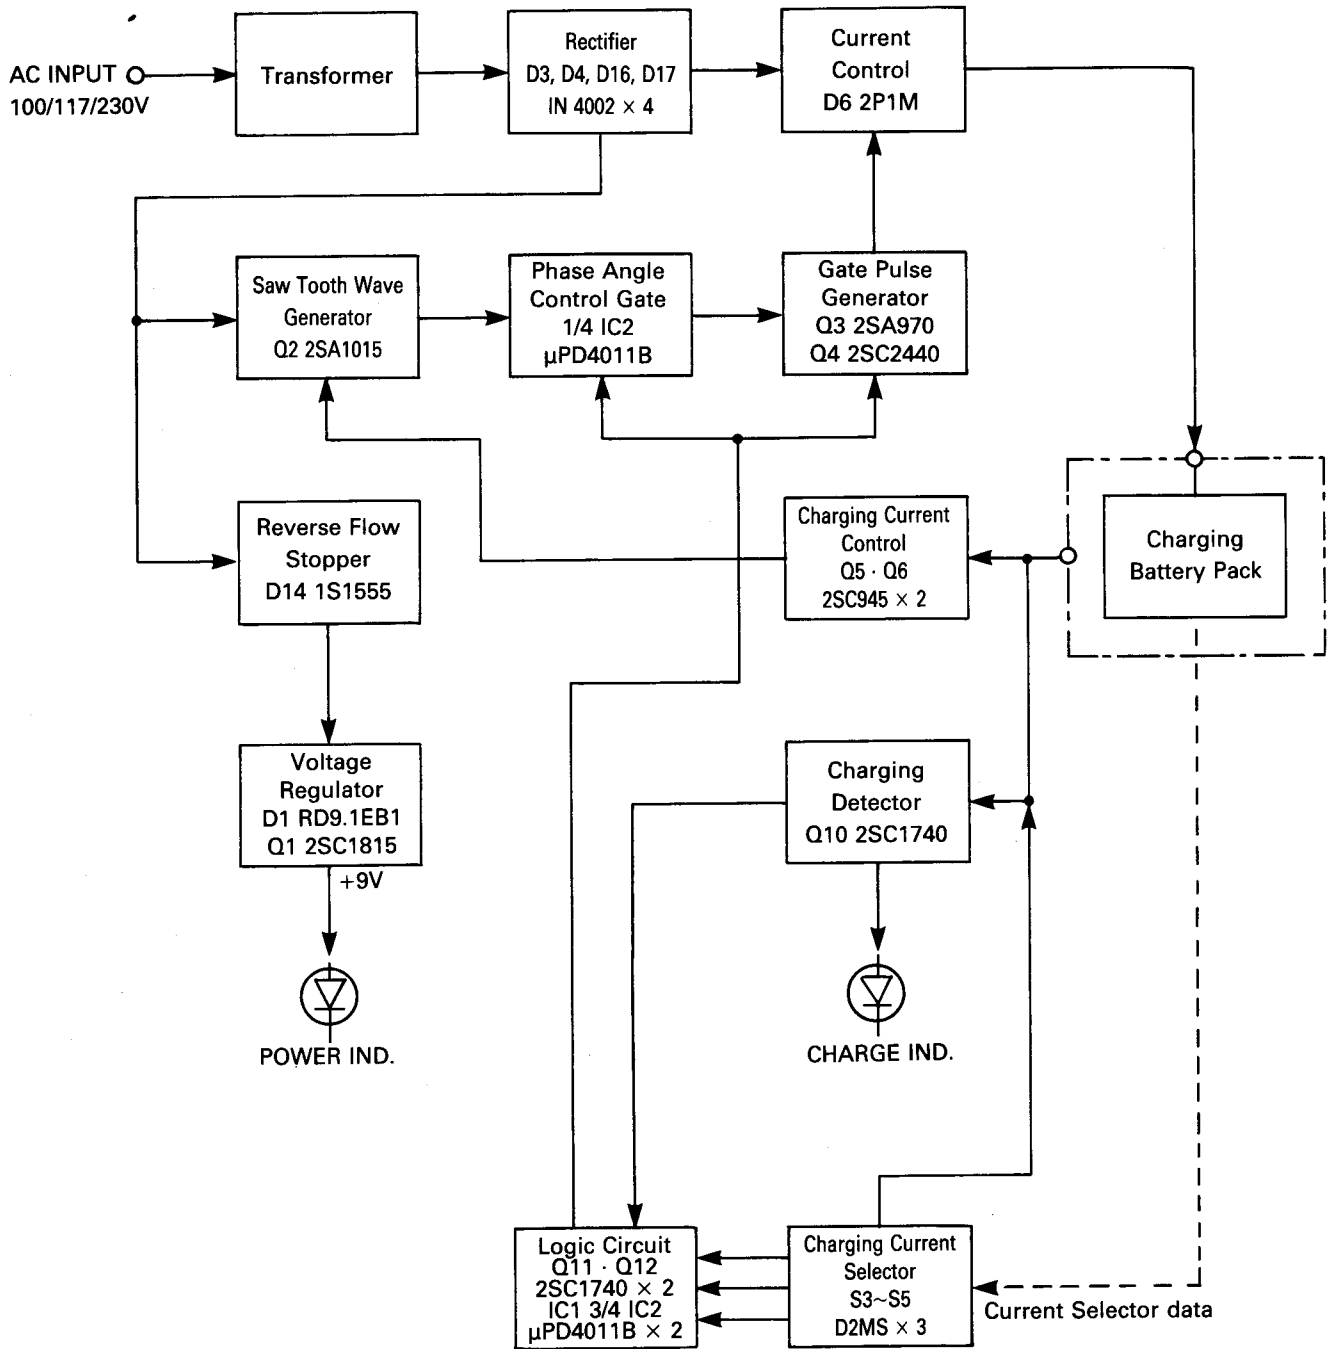 AC INPUT
100/117/230V
Transformer
Rectifier
D3, D4, D16, D17
IN 4002 × 4
Current
Control
D6 2P1M
Saw Tooth Wave
Generator
Q2 2SA1015
Phase Angle
Control Gate
1/4 IC2
µPD4011B
Gate Pulse
Generator
Q3 2SA970
Q4 2SC2440
Reverse Flow
Stopper
D14 1S1555
Charging Current
Control
Q5 · Q6
2SC945 × 2
Charging
Battery Pack
Voltage
Regulator
D1 RD9.1EB1
Q1 2SC1815
+9V
POWER IND.
Charging
Detector
Q10 2SC1740
CHARGE IND.
Logic Circuit
Q11 · Q12
2SC1740 × 2
IC1 3/4 IC2
µPD4011B × 2
Charging Current
Selector
S3~S5
D2MS × 3
Current Selector data